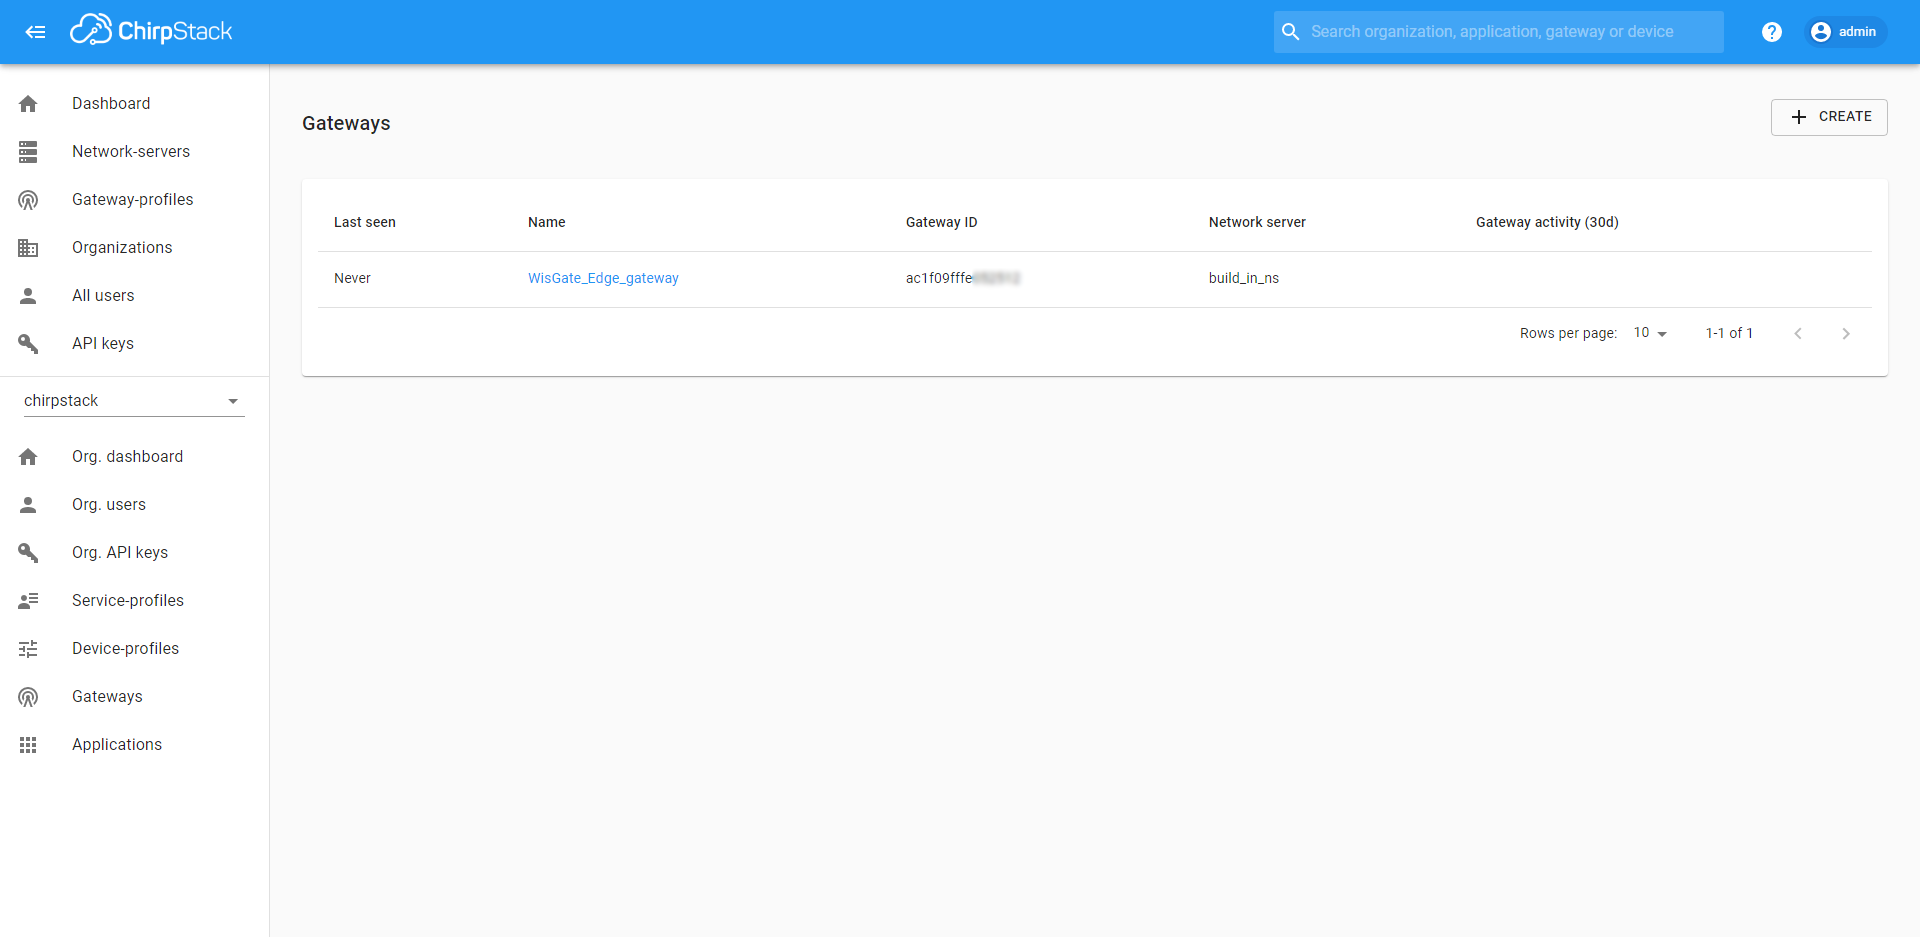 ChirpStack
Search organization, application, gateway or device
? admin
Dashboard
Network-servers
Gateway-profiles
Organizations
All users
API keys
chirpstack
Org. dashboard
Org. users
Org. API keys
Service-profiles
Device-profiles
Gateways
Applications
Gateways
CREATE
Last seen Name Gateway ID Network server Gateway activity (30d)
Never WisGate_Edge_gateway ac1f09fffe build_in_ns
Rows per page: 10 1-1 of 1